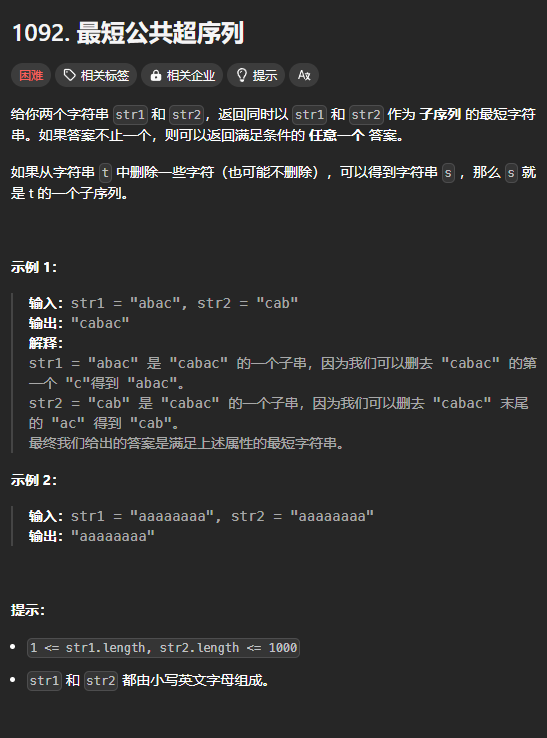 1092. 最短公共超序列
困难 相关标签 相关企业 提示
给你两个字符串 str1 和 str2，返回同时以 str1 和 str2 作为 子序列 的最短字符
串。如果答案不止一个，则可以返回满足条件的 任意一个 答案。
如果从字符串 t 中删除一些字符（也可能不删除），可以得到字符串 s ，那么 s 就
是 t 的一个子序列。
示例 1：
输入：str1 = "abac", str2 = "cab"
输出："cabac"
解释：
str1 = "abac" 是 "cabac" 的一个子串，因为我们可以删去 "cabac" 的第
一个 "c"得到 "abac"。
str2 = "cab" 是 "cabac" 的一个子串，因为我们可以删去 "cabac" 末尾
的 "ac" 得到 "cab"。
最终我们给出的答案是满足上述属性的最短字符串。
示例 2：
输入：str1 = "aaaaaaaa", str2 = "aaaaaaaa"
输出："aaaaaaaa"
提示：
1 <= str1.length, str2.length <= 1000
str1 和 str2 都由小写英文字母组成。